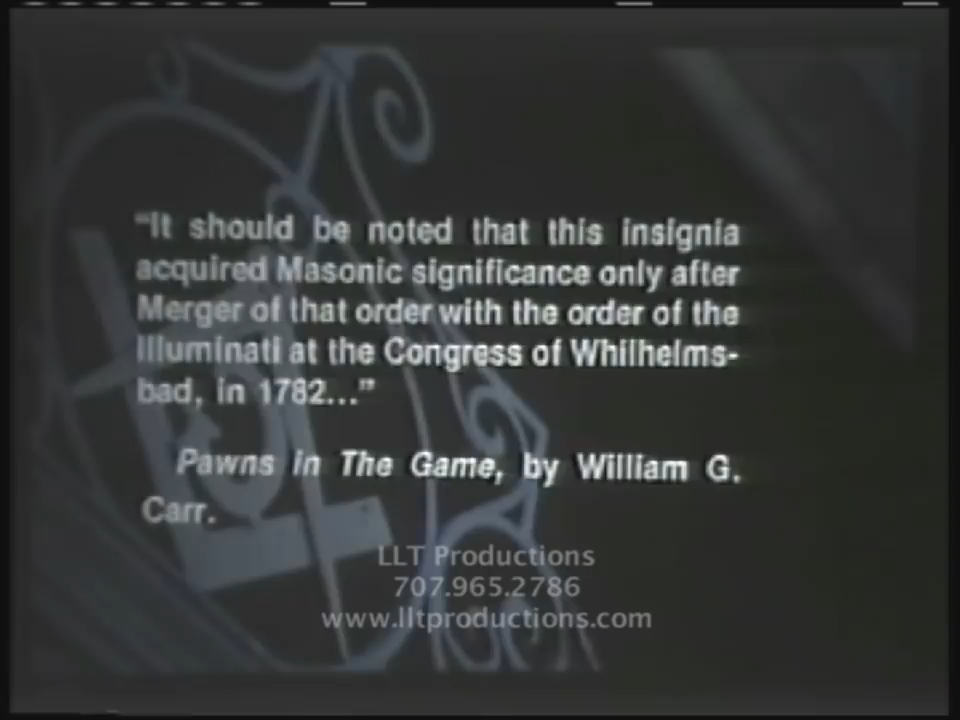 “It should be noted that this insignia
acquired Masonic significance only after
Merger of that order with the order of the
Illuminati at the Congress of Whilhelms-
bad, in 1782...”
Pawns in The Game, by William G.
Carr.
LLT Productions
707.965.2786
www.lltproductions.com